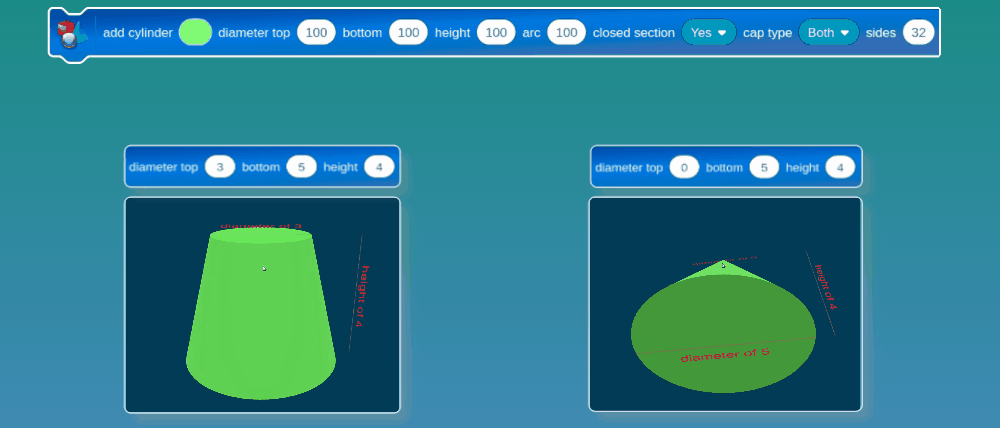 add cylinder diameter top 100 bottom 100 height 100 arc 100 closed section Yes cap type Both sides 32
diameter top 3 bottom 5 height 4
diameter top 0 bottom 5 height 4
diameter of 3
height of 4
height of 4
diameter of 5